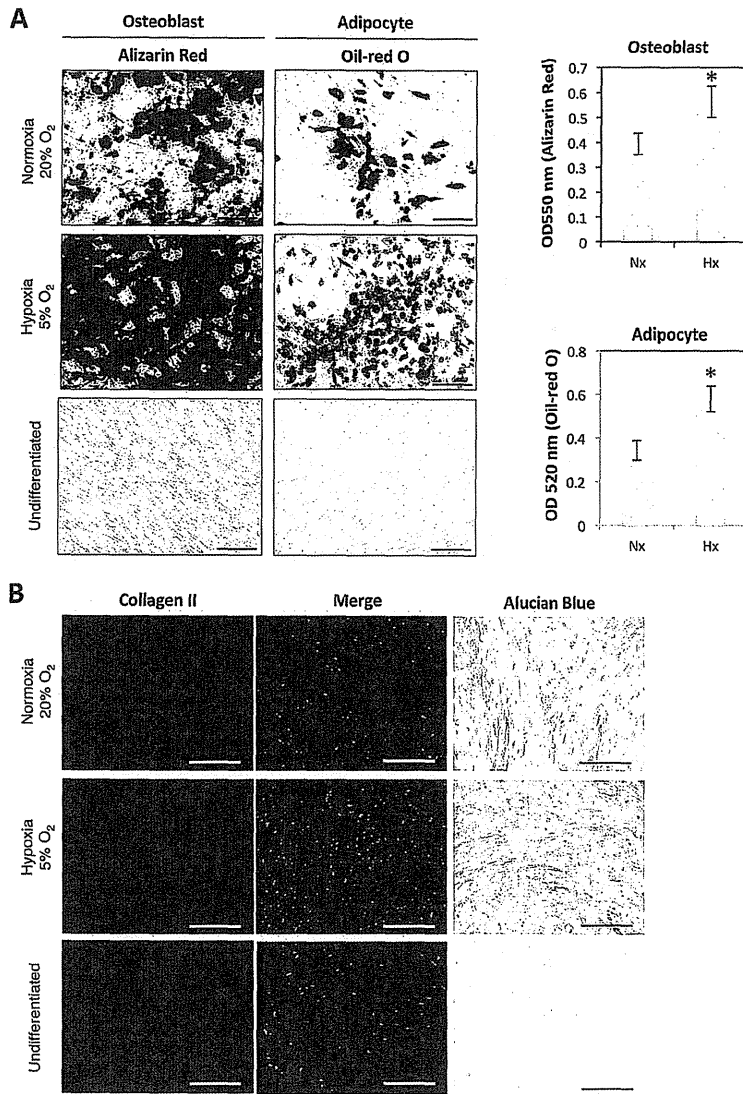 A
Osteoblast
Adipocyte
Alizarin Red
Oil-red O
Normoxia
20% O2
Hypoxia
5% O2
Undifferentiated
Osteoblast
OD550 nm (Alizarin Red)
0.7
0.6
0.5
0.4
0.3
0.2
0.1
0
*
Nx
Hx
Adipocyte
OD 520 nm (Oil-red O)
0.8
0.6
0.4
0.2
0
*
Nx
Hx
B
Collagen II
Merge
Alucian Blue
Normoxia
20% O2
Hypoxia
5% O2
Undifferentiated